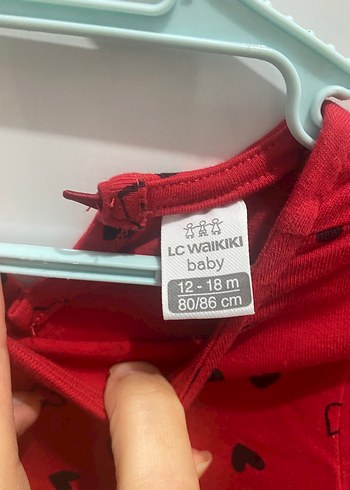 LC WAIKIKI
baby
12 - 18 m
80/86 cm